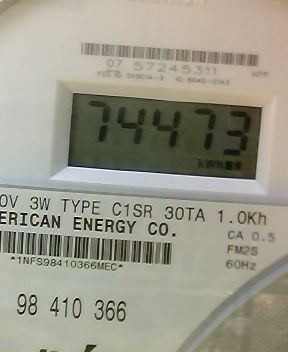 07 57245311
74473
kWh
0V 3W TYPE C1SR 30TA 1.0Kh
ERICAN ENERGY CO.
CA 0.5
FM2S
*1NFS98410366MEC*
60Hz
98 410 366